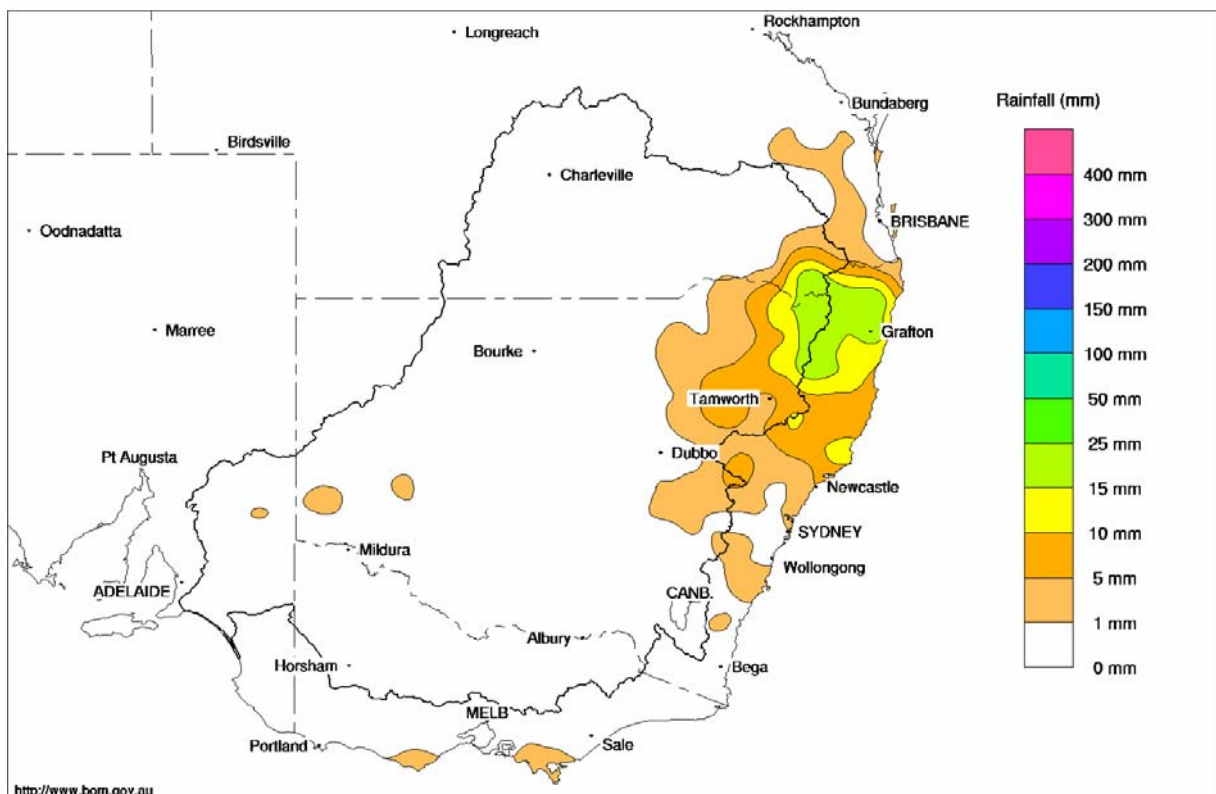 Rockhampton
Longreach
Rainfall (mm)
Bundaberg
Birdsville
400 mm
Charleville
300 mm
BRISBANE
Oodnadatta
200 mm
150 mm
Marree
Grafton
Bourke
100 mm
Tamworth
50 mm
Dubbo
25 mm
Pt Augusta
Newcastle
15 mm
SYDNEY
10 mm
Mildura
Wollongong
ADELAIDE
CANB.
5 mm
1 mm
Albury
Horsham
Bega
0 mm
MELB
Portland
Sale
http://www.bom.gov.au